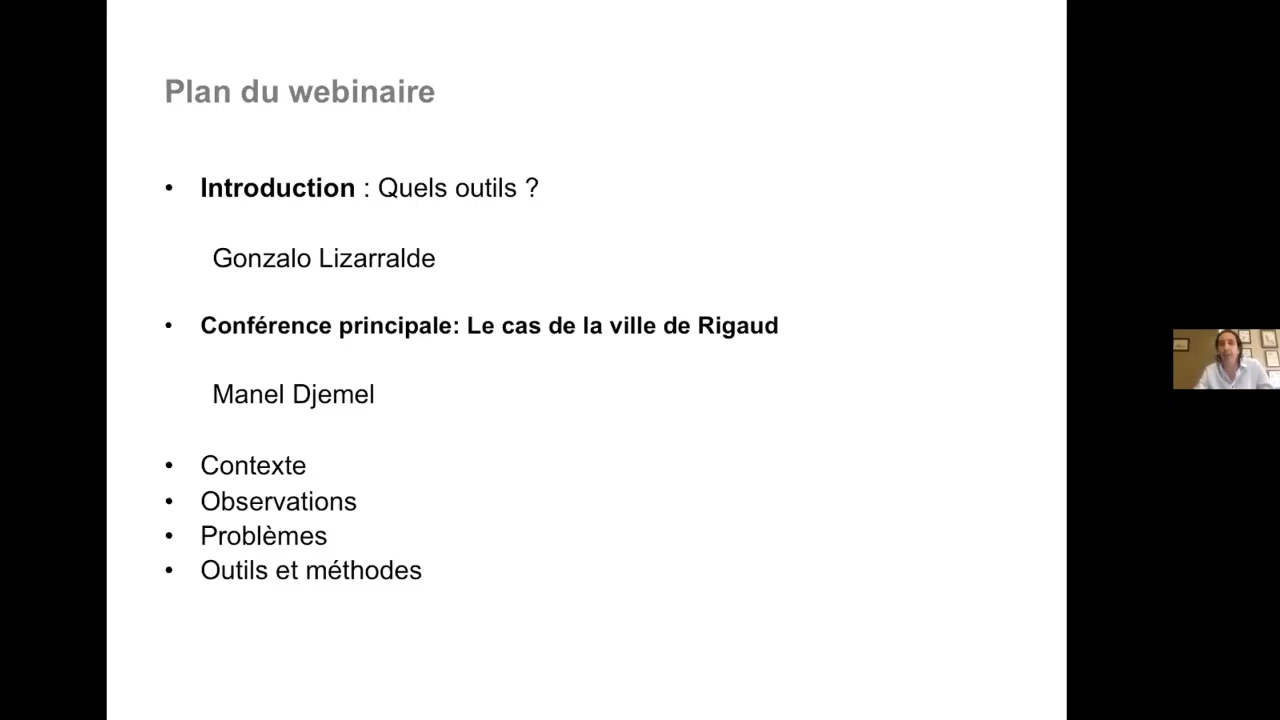 Plan du webinaire
• Introduction : Quels outils ?
Gonzalo Lizarralde
• Conférence principale: Le cas de la ville de Rigaud
Manel Djemel
• Contexte
• Observations
• Problèmes
• Outils et méthodes